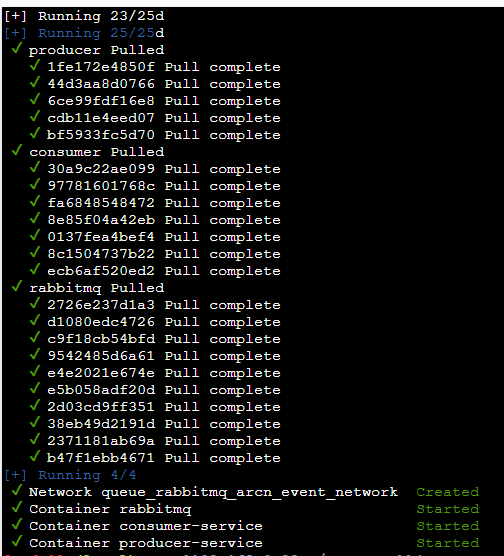 [+] Running 23/25d
[+] Running 25/25d
✓ producer Pulled
✓ 1fe172e4850f Pull complete
✓ 44d3aa8d0766 Pull complete
✓ 6ce99fdf16e8 Pull complete
✓ cdb11e4eed07 Pull complete
✓ bf5933fc5d70 Pull complete
✓ consumer Pulled
✓ 30a9c22ae099 Pull complete
✓ 97781601768c Pull complete
✓ fa6848548472 Pull complete
✓ 8e85f04a42eb Pull complete
✓ 0137fea4bef4 Pull complete
✓ 8c1504737b22 Pull complete
✓ ecb6af520ed2 Pull complete
✓ rabbitmq Pulled
✓ 2726e237d1a3 Pull complete
✓ d1080edc4726 Pull complete
✓ c9f18cb54bfd Pull complete
✓ 9542485d6a61 Pull complete
✓ e4e2021e674e Pull complete
✓ e5b058adf20d Pull complete
✓ 2d03cd9ff351 Pull complete
✓ 38eb49d2191d Pull complete
✓ 2371181ab69a Pull complete
✓ b47f1ebb4671 Pull complete
[+] Running 4/4
✓ Network queue_rabbitmq_arcn_event_network Created
✓ Container rabbitmq Started
✓ Container consumer-service Started
✓ Container producer-service Started